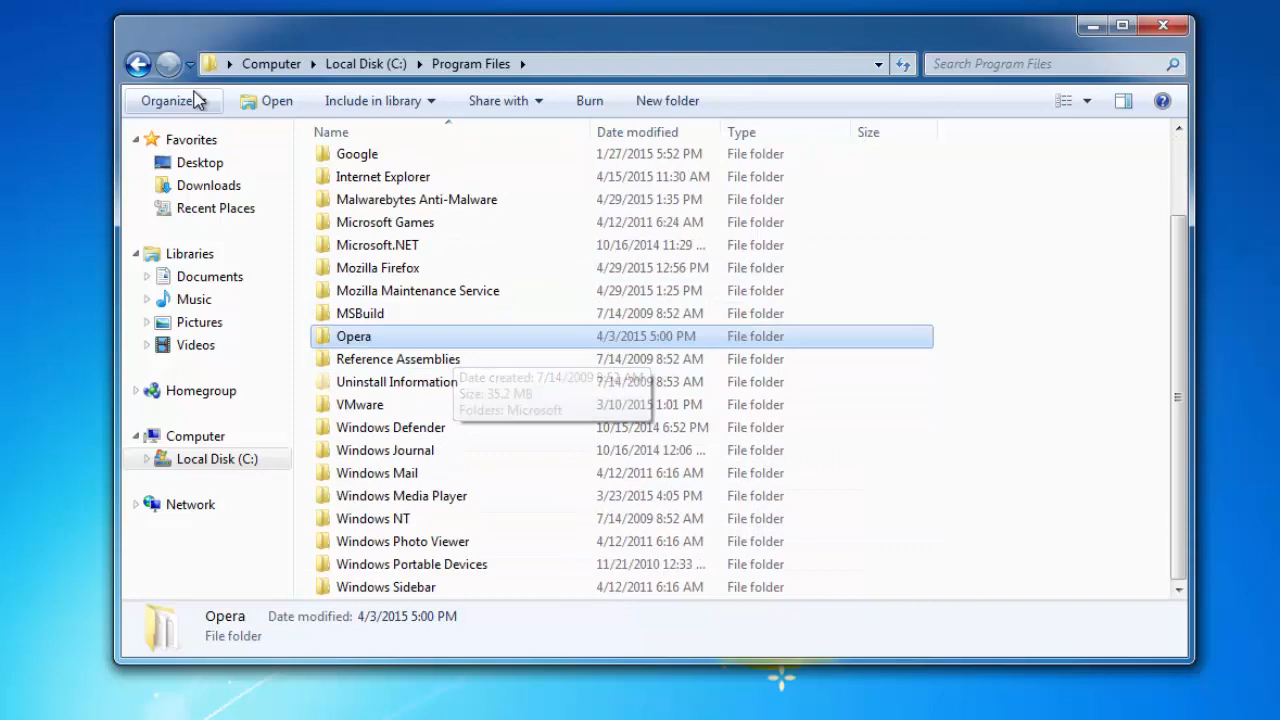 Computer Local Disk (C:) Program Files
Search Program Files
Organize Open Include in library Share with Burn New folder
Name Date modified Type Size
Favorites
Desktop
Downloads
Recent Places
Libraries
Documents
Music
Pictures
Videos
Homegroup
Computer
Local Disk (C:)
Network
Google 1/27/2015 5:52 PM File folder
Internet Explorer 4/15/2015 11:30 AM File folder
Malwarebytes Anti-Malware 4/29/2015 1:35 PM File folder
Microsoft Games 4/12/2011 6:24 AM File folder
Microsoft.NET 10/16/2014 11:29 ... File folder
Mozilla Firefox 4/29/2015 12:56 PM File folder
Mozilla Maintenance Service 4/29/2015 1:25 PM File folder
MSBuild 7/14/2009 8:52 AM File folder
Opera 4/3/2015 5:00 PM File folder
Reference Assemblies 7/14/2009 8:52 AM File folder
Uninstall Information 7/14/2009 8:53 AM File folder
VMware 3/10/2015 1:01 PM File folder
Windows Defender 10/15/2014 6:52 PM File folder
Windows Journal 10/16/2014 12:06 ... File folder
Windows Mail 4/12/2011 6:16 AM File folder
Windows Media Player 3/23/2015 4:05 PM File folder
Windows NT 7/14/2009 8:52 AM File folder
Windows Photo Viewer 4/12/2011 6:16 AM File folder
Windows Portable Devices 11/21/2010 12:33 ... File folder
Windows Sidebar 4/12/2011 6:16 AM File folder
Date created: 7/14/2009 8:52 AM
Size: 35.2 MB
Folders: Microsoft
Opera Date modified: 4/3/2015 5:00 PM
File folder